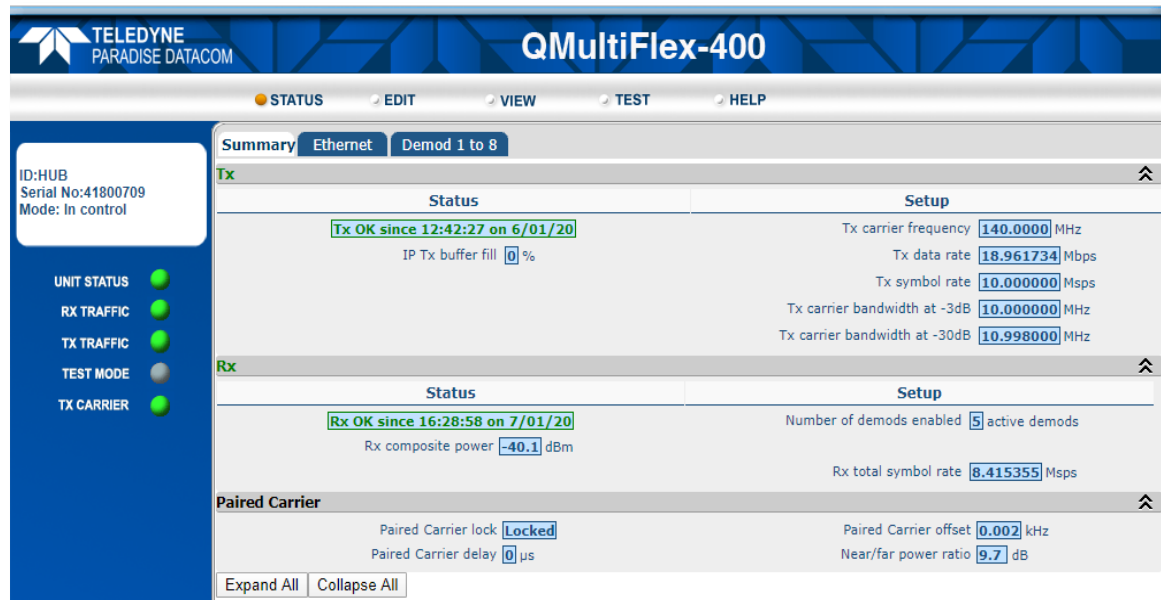 TELEDYNE
PARADISE DATACOM
QMultiFlex-400
STATUS EDIT VIEW TEST HELP
ID:HUB
Serial No:41800709
Mode: In control
UNIT STATUS
RX TRAFFIC
TX TRAFFIC
TEST MODE
TX CARRIER
Summary Ethernet Demod 1 to 8
Tx
Status Setup
Tx OK since 12:42:27 on 6/01/20 Tx carrier frequency 140.0000 MHz
IP Tx buffer fill 0 % Tx data rate 18.961734 Mbps
Tx symbol rate 10.000000 Msps
Tx carrier bandwidth at -3dB 10.000000 MHz
Tx carrier bandwidth at -30dB 10.998000 MHz
Rx
Status Setup
Rx OK since 16:28:58 on 7/01/20 Number of demods enabled 5 active demods
Rx composite power -40.1 dBm
Rx total symbol rate 8.415355 Msps
Paired Carrier
Paired Carrier lock Locked Paired Carrier offset 0.002 kHz
Paired Carrier delay 0 µs Near/far power ratio 9.7 dB
Expand All Collapse All